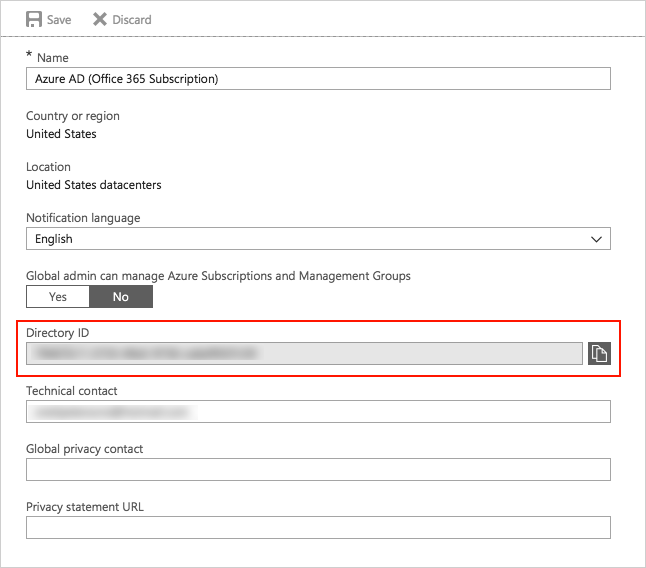 Save Discard
* Name
Azure AD (Office 365 Subscription)
Country or region
United States
Location
United States datacenters
Notification language
English
Global admin can manage Azure Subscriptions and Management Groups
Yes No
Directory ID
Technical contact
Global privacy contact
Privacy statement URL